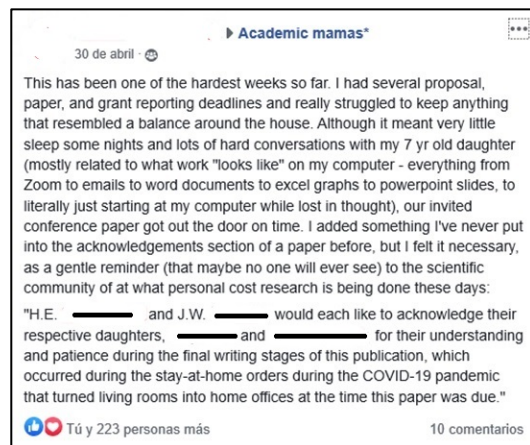 Academic mamas*
30 de abril ·
This has been one of the hardest weeks so far. I had several proposal,
paper, and grant reporting deadlines and really struggled to keep anything
that resembled a balance around the house. Although it meant very little
sleep some nights and lots of hard conversations with my 7 yr old daughter
(mostly related to what work "looks like" on my computer - everything from
Zoom to emails to word documents to excel graphs to powerpoint slides, to
literally just starting at my computer while lost in thought), our invited
conference paper got out the door on time. I added something I've never put
into the acknowledgements section of a paper before, but I felt it necessary,
as a gentle reminder (that maybe no one will ever see) to the scientific
community of at what personal cost research is being done these days:
"H.E. and J.W. would each like to acknowledge their
respective daughters, and for their understanding
and patience during the final writing stages of this publication, which
occurred during the stay-at-home orders during the COVID-19 pandemic
that turned living rooms into home offices at the time this paper was due."
Tú y 223 personas más 10 comentarios